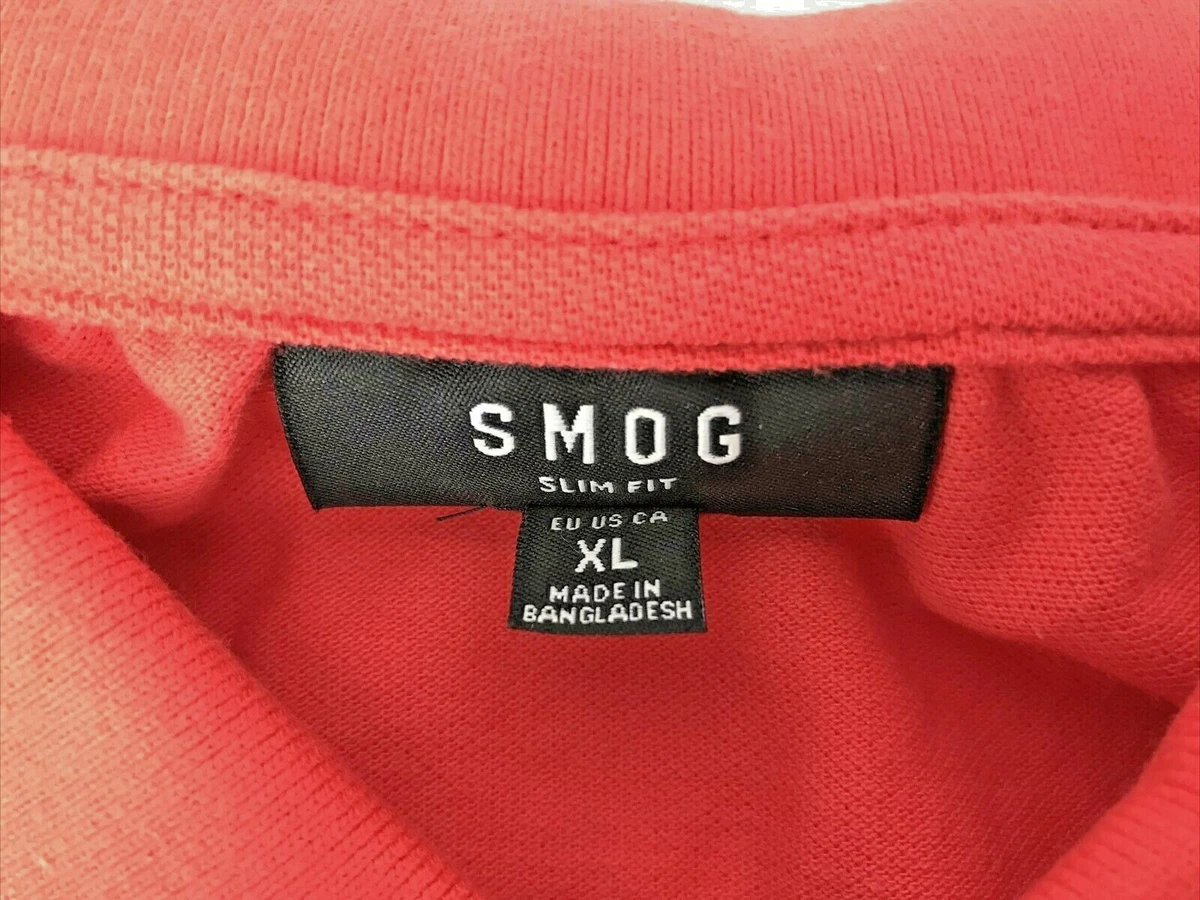 SMOG
SLIM FIT
EU US CA
XL
MADE IN
BANGLADESH